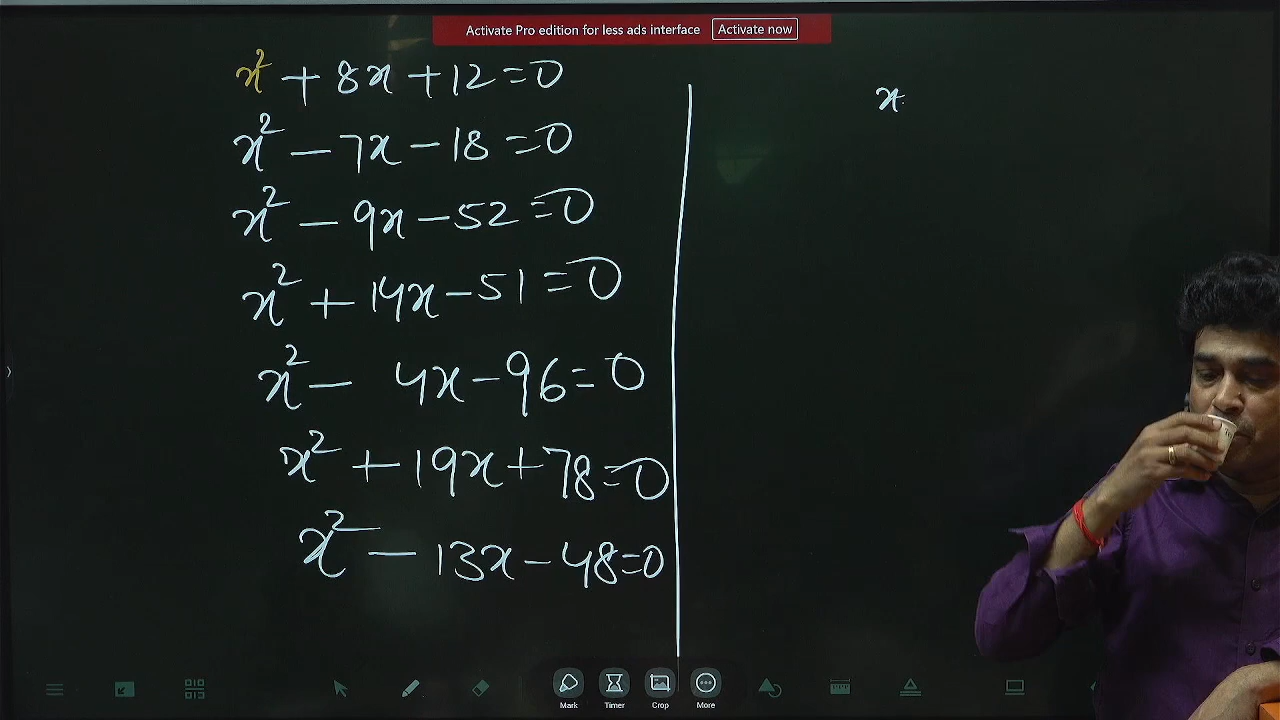 Activate Pro edition for less ads interface Activate now
x² + 8x + 12 = 0
x² - 7x - 18 = 0
x² - 9x - 52 = 0
x² + 14x - 51 = 0
x² - 4x - 96 = 0
x² + 19x + 78 = 0
x² - 13x - 48 = 0
x
Mark Timer Crop More